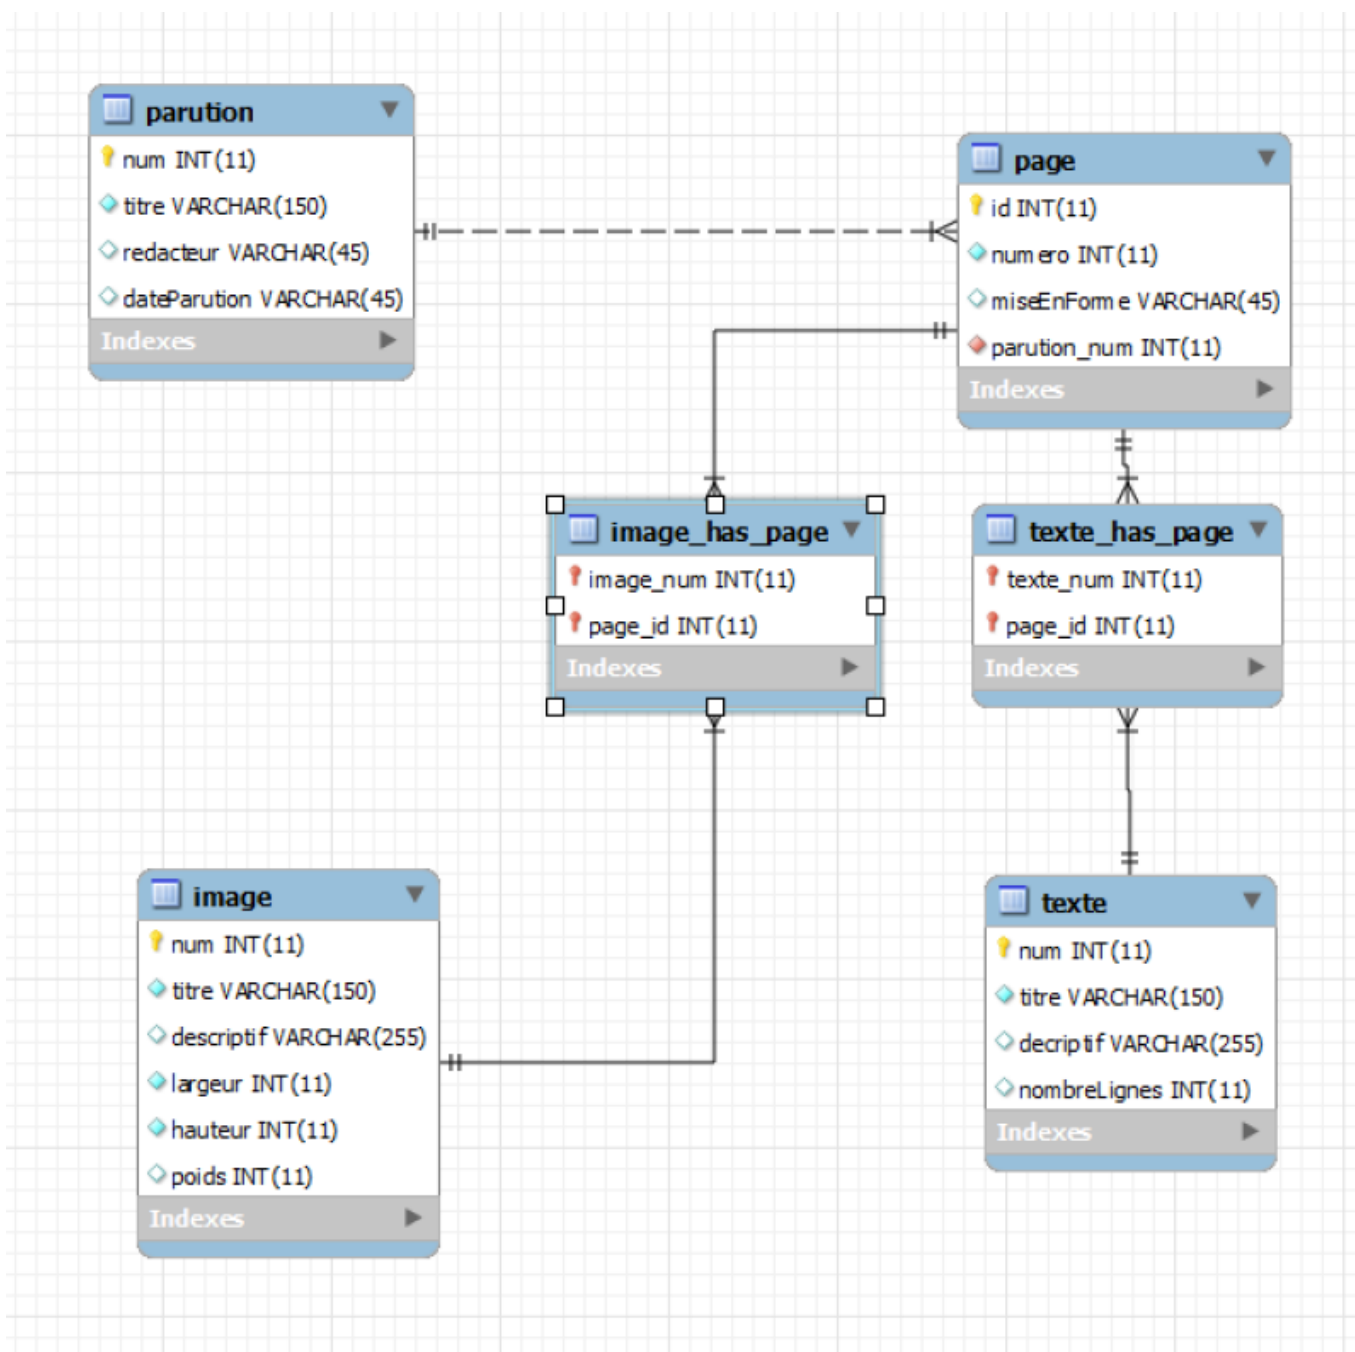 parution
num INT(11)
titre VARCHAR(150)
redacteur VARCHAR(45)
dateParution VARCHAR(45)
Indexes
page
id INT(11)
numero INT(11)
miseEnForme VARCHAR(45)
parution_num INT(11)
Indexes
image_has_page
image_num INT(11)
page_id INT(11)
Indexes
texte_has_page
texte_num INT(11)
page_id INT(11)
Indexes
image
num INT(11)
titre VARCHAR(150)
descriptif VARCHAR(255)
largeur INT(11)
hauteur INT(11)
poids INT(11)
Indexes
texte
num INT(11)
titre VARCHAR(150)
decriptif VARCHAR(255)
nombreLignes INT(11)
Indexes